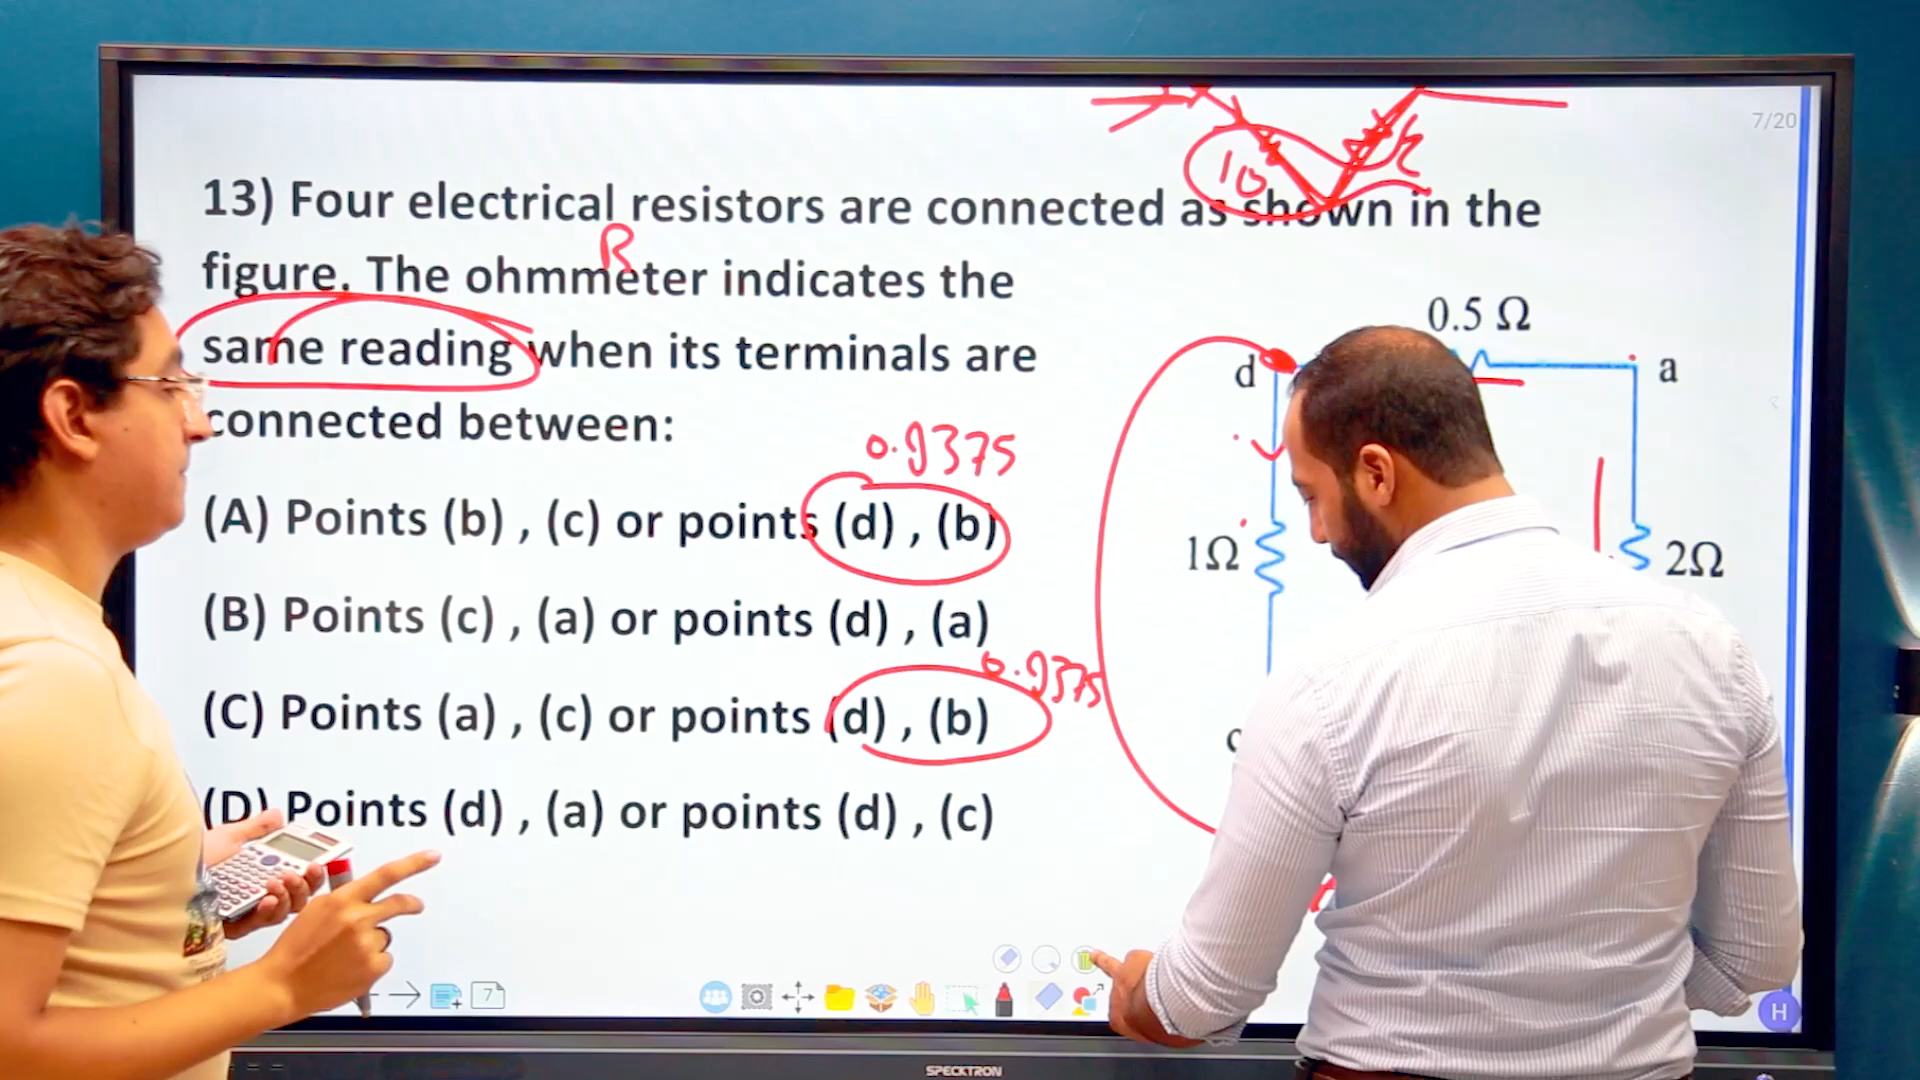 7/20
10
13) Four electrical resistors are connected as shown in the
R
figure. The ohmmeter indicates the
same reading when its terminals are
connected between:
0.9375
(A) Points (b) , (c) or points (d) , (b)
(B) Points (c) , (a) or points (d) , (a)
0.9375
(C) Points (a) , (c) or points (d) , (b)
(D) Points (d) , (a) or points (d) , (c)
0.5 Ω
d
a
1Ω
2Ω
7
H
SPECKTRON